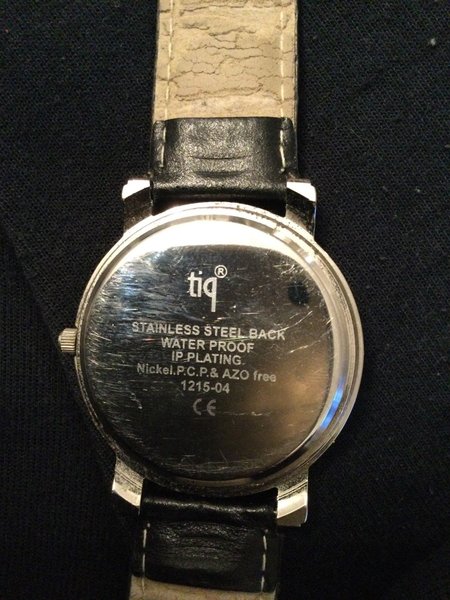 tiq®
STAINLESS STEEL BACK
WATER PROOF
IP PLATING
Nickel.P.C.P.& AZO free
1215-04
CE